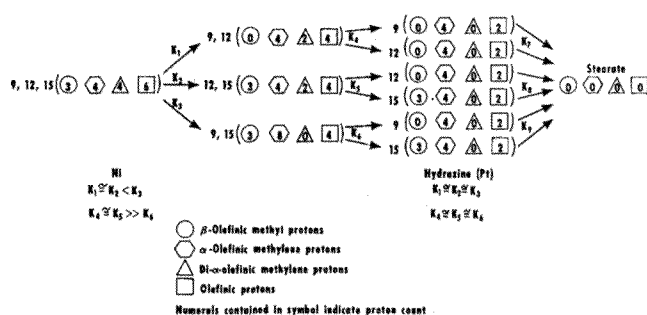 9, 12, 15 (3 4 4 6)
K₁
K₂
K₃
9, 12 (0 4 2 4)
12, 15 (3 4 2 4)
9, 15 (3 8 0 4)
K₄
K₅
K₆
9 (0 4 0 2)
12 (0 4 0 2)
12 (0 4 0 2)
15 (3 4 0 2)
9 (0 4 0 2)
15 (3 4 0 2)
K₇
K₈
K₉
Stearate
0 0 0 0
Ni
K₁≅K₂<K₃
K₄≅K₅>>K₆
Hydrazine (Pt)
K₁≅K₂≅K₃
K₄≅K₅≅K₆
β-Olefinic methyl protons
α-Olefinic methylene protons
Di-α-olefinic methylene protons
Olefinic protons
Numerals contained in symbol indicate proton count